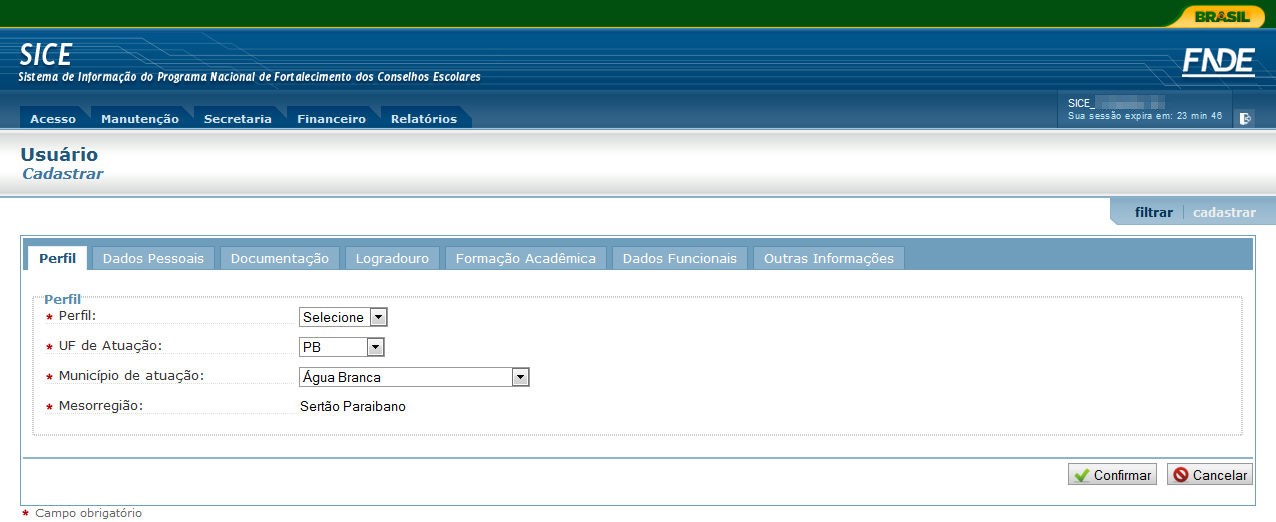 BRASIL
SICE
Sistema de Informação do Programa Nacional de Fortalecimento dos Conselhos Escolares
FNDE
Acesso Manutenção Secretaria Financeiro Relatórios
SICE_
Sua sessão expira em: 23 min 46
Usuário
Cadastrar
filtrar cadastrar
Perfil Dados Pessoais Documentação Logradouro Formação Acadêmica Dados Funcionais Outras Informações
Perfil
* Perfil: Selecione
* UF de Atuação: PB
* Município de atuação: Água Branca
* Mesorregião: Sertão Paraibano
Confirmar Cancelar
* Campo obrigatório